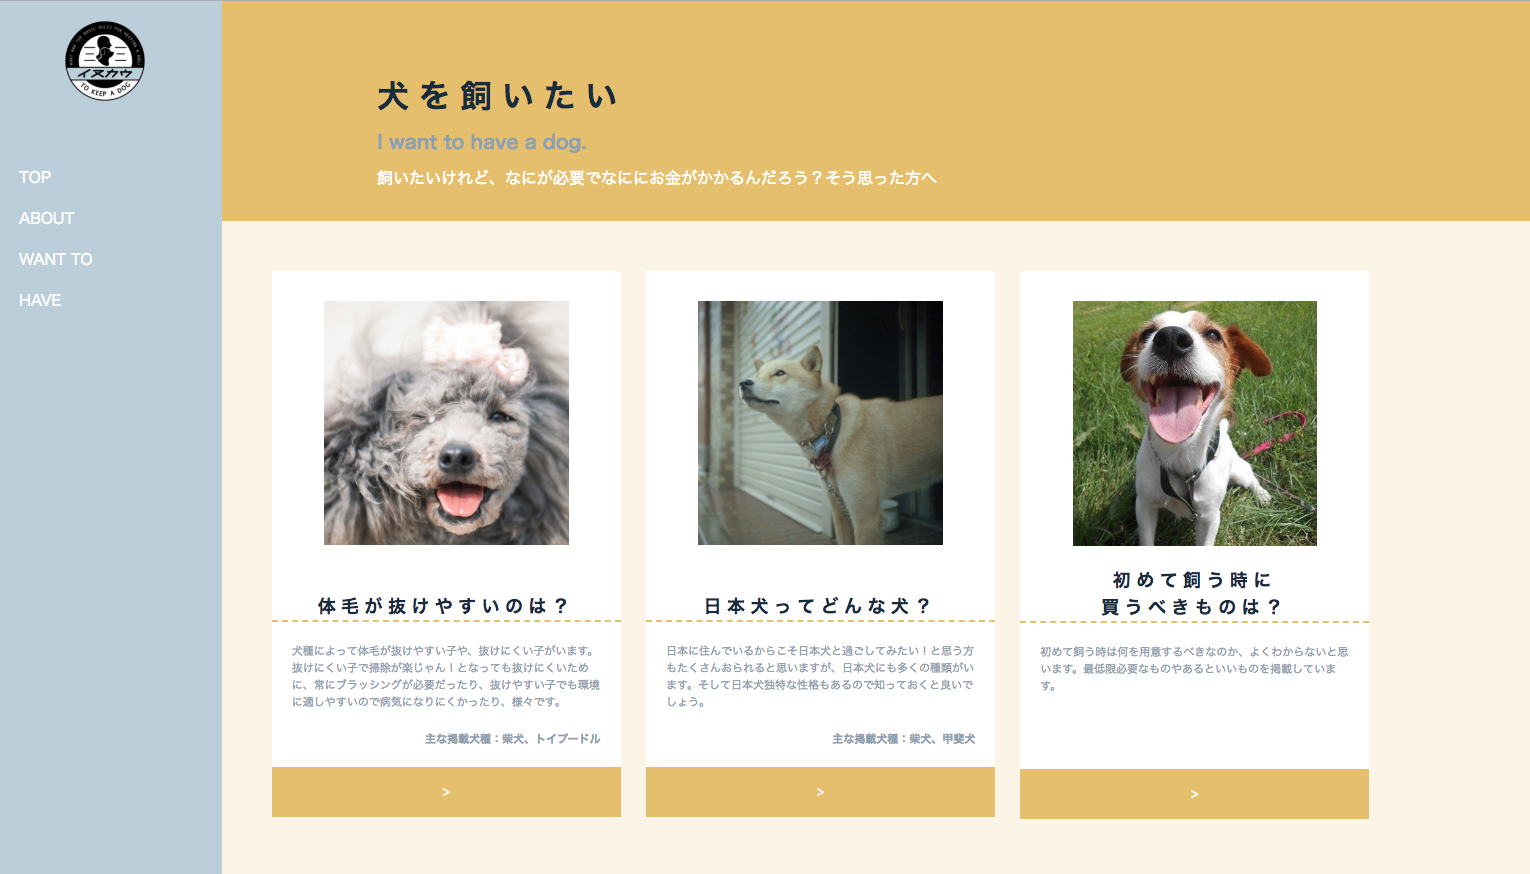 WHAT ARE THE BASIC RULES FOR KEEPING A DOG
イヌカウ
TO KEEP A DOG
TOP
ABOUT
WANT TO
HAVE
犬を飼いたい
I want to have a dog.
飼いたいけれど、なにが必要でなににお金がかかるんだろう？そう思った方へ
体毛が抜けやすいのは？
犬種によって体毛が抜けやすい子や、抜けにくい子がいます。
抜けにくい子で掃除が楽じゃん！となっても抜けにくいため
に、常にブラッシングが必要だったり、抜けやすい子でも環境
に適しやすいので病気になりにくかったり、様々です。
主な掲載犬種：柴犬、トイプードル
>
日本犬ってどんな犬？
日本に住んでいるからこそ日本犬と過ごしてみたい！と思う方
もたくさんおられると思いますが、日本犬にも多くの種類がい
ます。そして日本犬独特な性格もあるので知っておくと良いで
しょう。
主な掲載犬種：柴犬、甲斐犬
>
初めて飼う時に
買うべきものは？
初めて飼う時は何を用意するべきなのか、よくわからないと思
います。最低限必要なものやあるといいものを掲載していま
す。
>